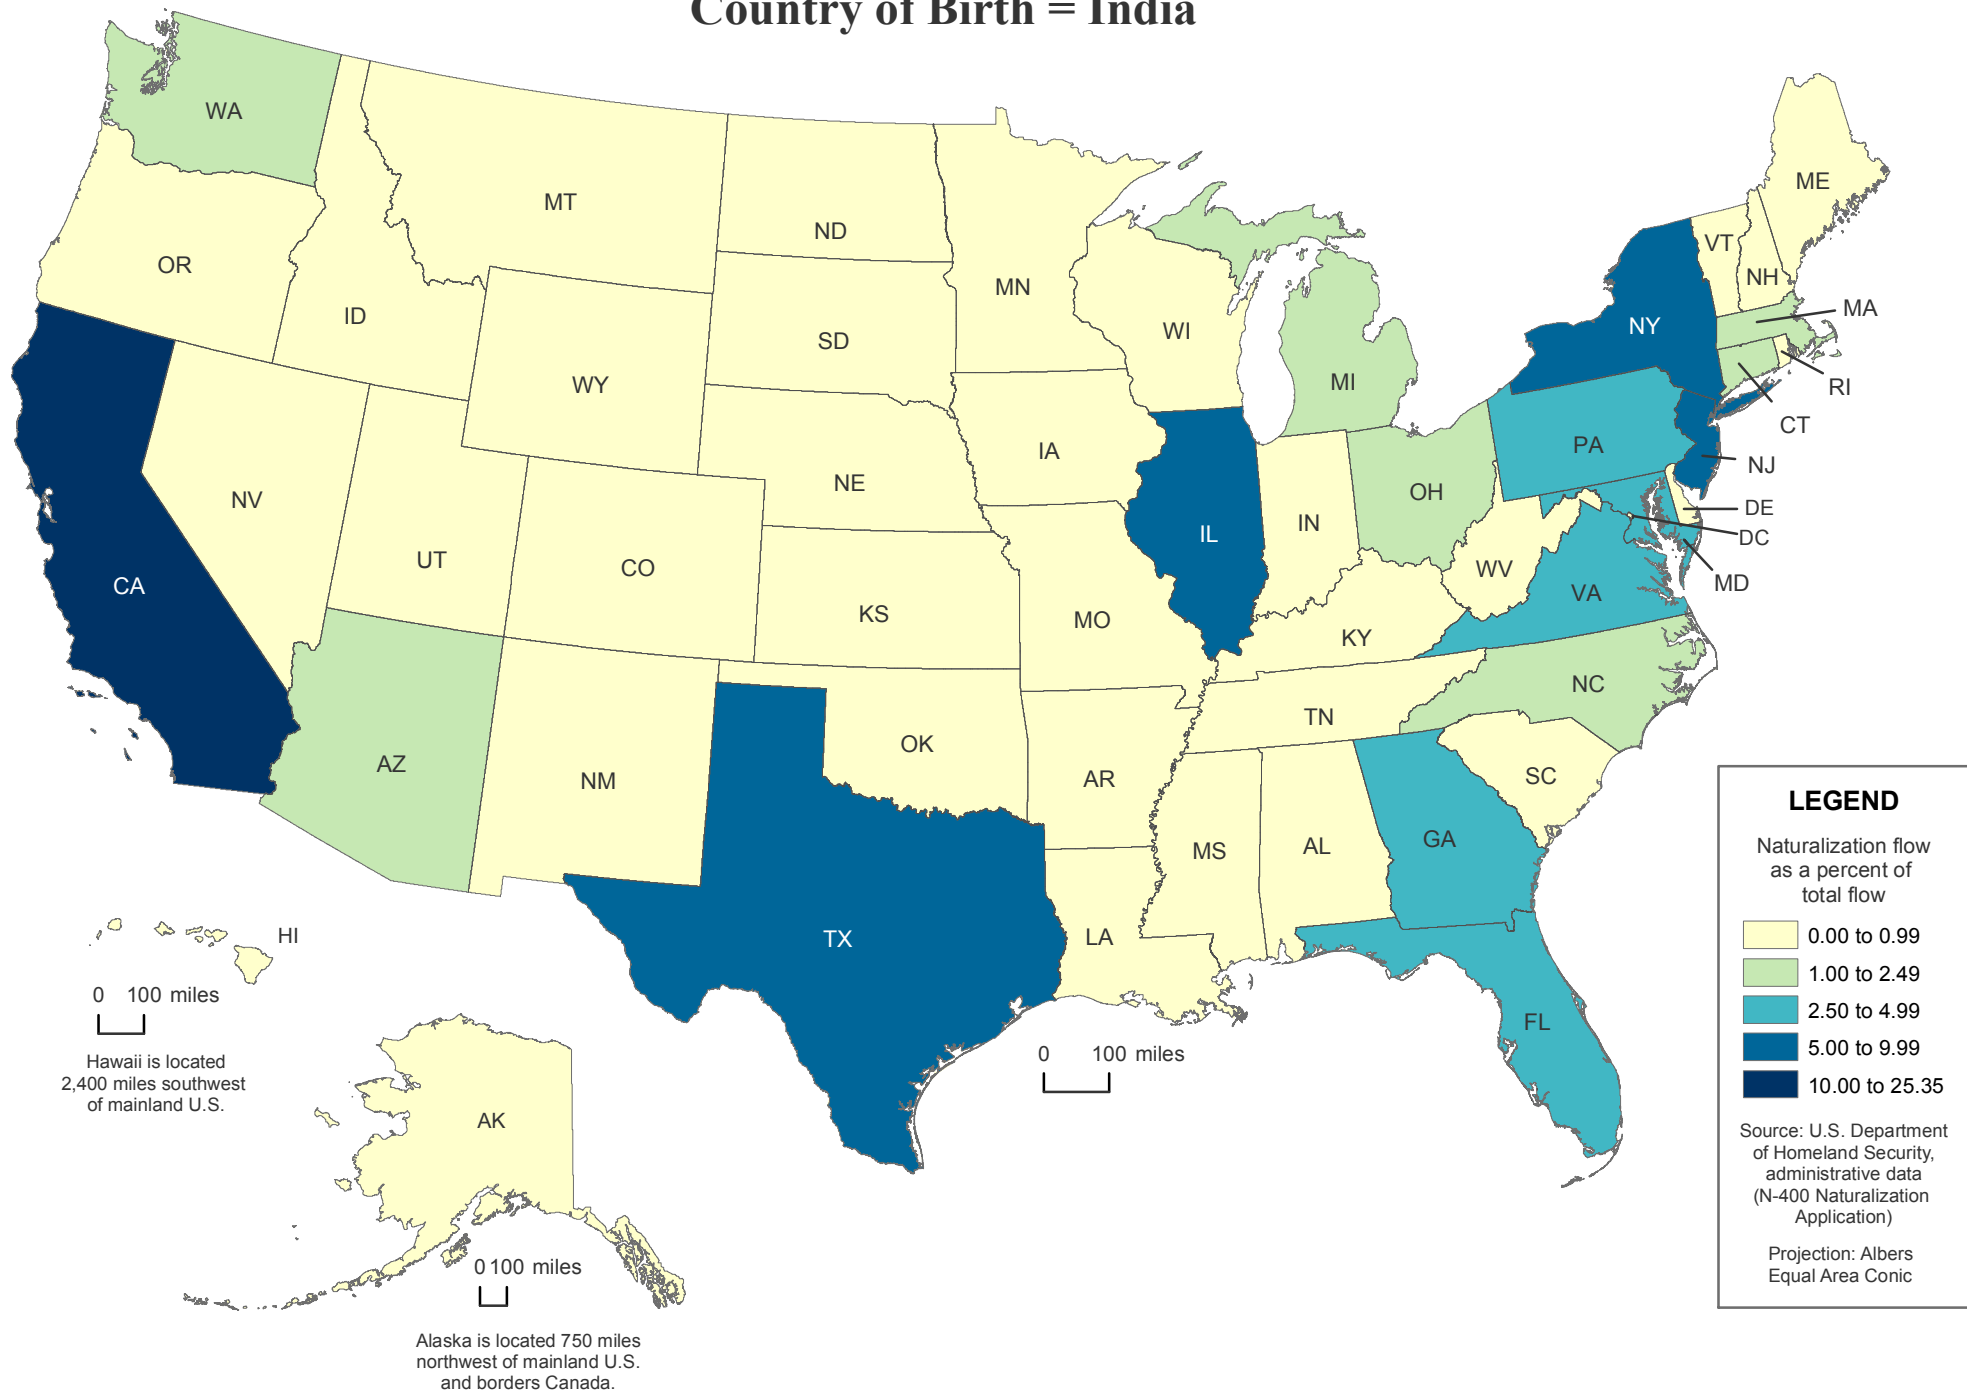 Country of Birth = India
WA
MT
ND
MN
ME
VT
NH
OR
ID
SD
WI
NY
MA
WY
MI
RI
CT
IA
PA
NJ
NV
NE
OH
IN
DE
IL
DC
UT
CO
WV
MD
CA
KS
MO
VA
KY
NC
TN
AZ
OK
NM
AR
SC
MS
AL
GA
HI
TX
LA
FL
AK
0 100 miles
Hawaii is located
2,400 miles southwest
of mainland U.S.
0 100 miles
0 100 miles
Alaska is located 750 miles
northwest of mainland U.S.
and borders Canada.
LEGEND
Naturalization flow
as a percent of
total flow
0.00 to 0.99
1.00 to 2.49
2.50 to 4.99
5.00 to 9.99
10.00 to 25.35
Source: U.S. Department
of Homeland Security,
administrative data
(N-400 Naturalization
Application)
Projection: Albers
Equal Area Conic